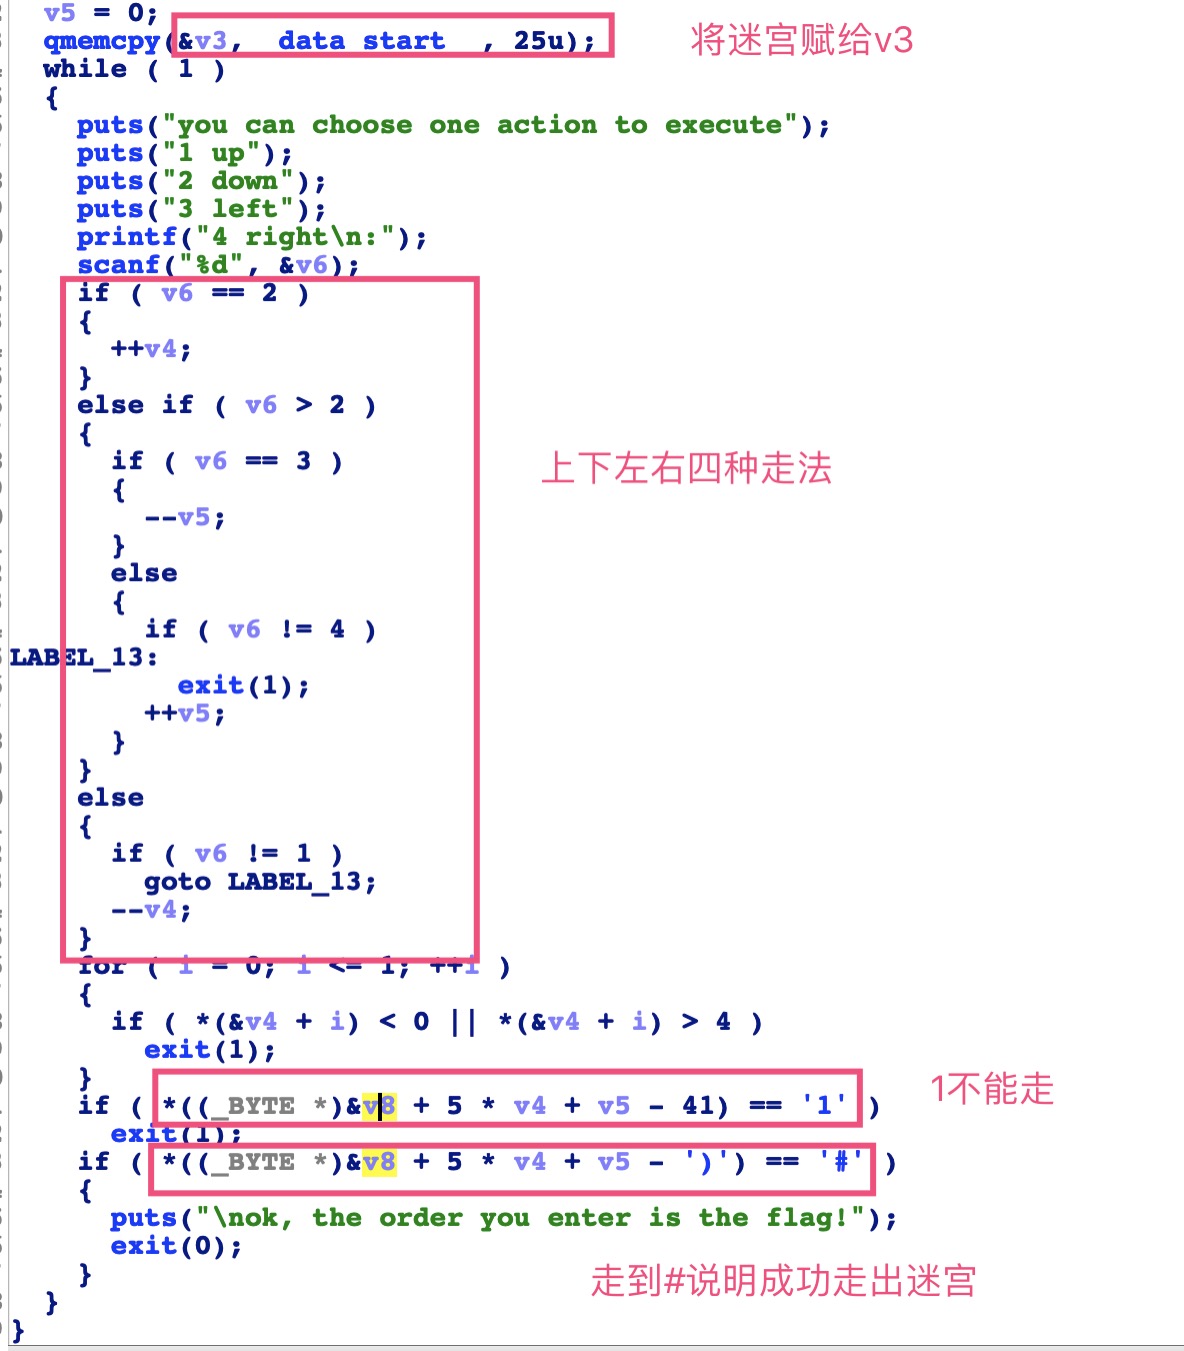 v5 = 0;
qmemcpy(&v3, data start , 25u);
将迷宫赋给v3
while ( 1 )
{
puts("you can choose one action to execute");
puts("1 up");
puts("2 down");
puts("3 left");
printf("4 right\n:");
scanf("%d", &v6);
if ( v6 == 2 )
{
++v4;
}
else if ( v6 > 2 )
{
if ( v6 == 3 )
上下左右四种走法
{
--v5;
}
else
{
if ( v6 != 4 )
LABEL_13:
exit(1);
++v5;
}
}
else
{
if ( v6 != 1 )
goto LABEL_13;
--v4;
}
for ( i = 0; i <= 1; ++i )
{
if ( *(&v4 + i) < 0 || *(&v4 + i) > 4 )
exit(1);
}
1不能走
if ( *((_BYTE *)&v8 + 5 * v4 + v5 - 41) == '1' )
exit(1);
if ( *((_BYTE *)&v8 + 5 * v4 + v5 - ')') == '#' )
{
puts("\nok, the order you enter is the flag!");
exit(0);
走到#说明成功走出迷宫
}
}
}